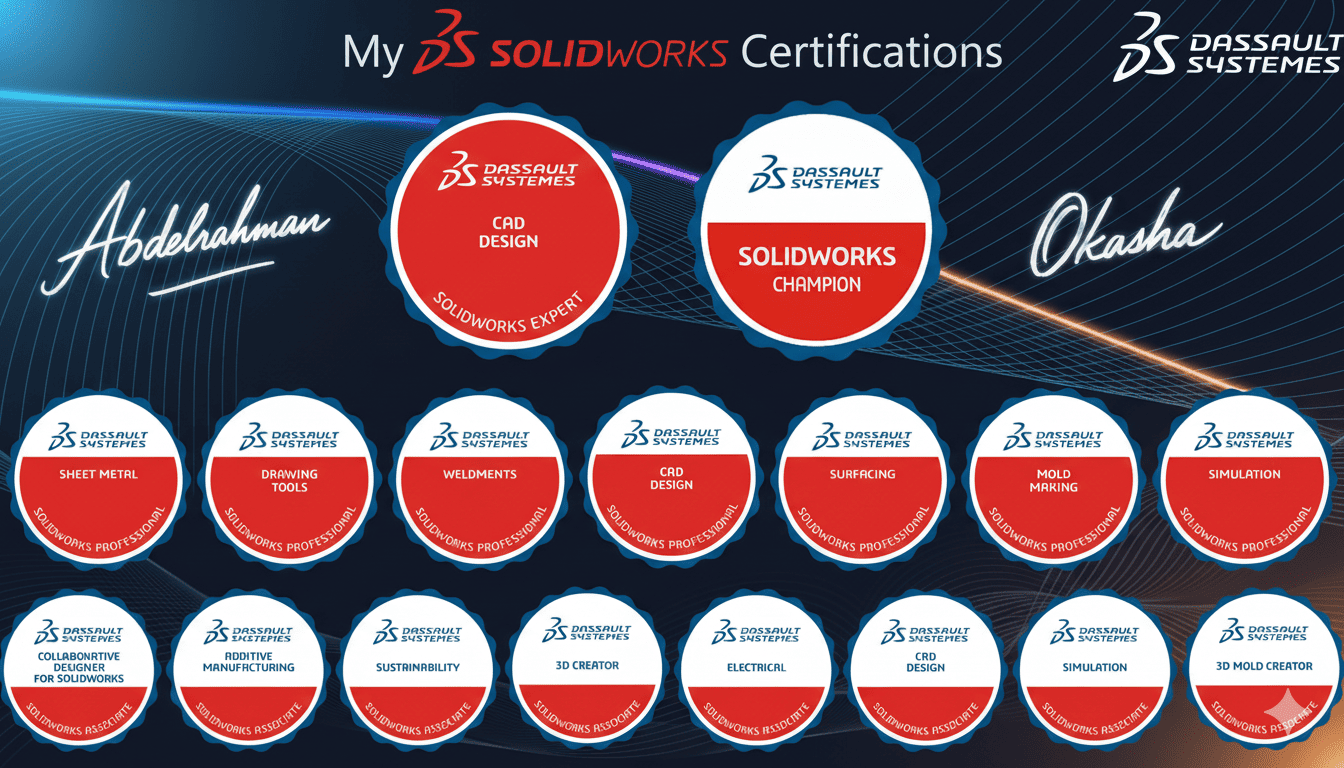 My 3DS SOLIDWORKS Certifications
DASSAULT
SYSTEMES
Abdelrahman
Okasha
DASSAULT
SYSTEMES
CAD
DESIGN
SOLIDWORKS EXPERT
DASSAULT
SYSTEMES
SOLIDWORKS
CHAMPION
DASSAULT
SYSTEMES
SHEET METAL
SOLIDWORKS PROFESSIONAL
DASSAULT
SYSTEMES
DRAWING
TOOLS
SOLIDWORKS PROFESSIONAL
DASSAULT
SYSTEMES
WELDMENTS
SOLIDWORKS PROFESSIONAL
DASSAULT
SYSTEMES
CAD
DESIGN
SOLIDWORKS PROFESSIONAL
DASSAULT
SYSTEMES
SURFACING
SOLIDWORKS PROFESSIONAL
DASSAULT
SYSTEMES
MOLD
MAKING
SOLIDWORKS PROFESSIONAL
DASSAULT
SYSTEMES
SIMULATION
SOLIDWORKS PROFESSIONAL
DASSAULT
SYSTEMES
COLLABORATIVE
DESIGNER
FOR SOLIDWORKS
SOLIDWORKS ASSOCIATE
DASSAULT
SYSTEMES
ADDITIVE
MANUFACTURING
SOLIDWORKS ASSOCIATE
DASSAULT
SYSTEMES
SUSTAINABILITY
SOLIDWORKS ASSOCIATE
DASSAULT
SYSTEMES
3D CREATOR
SOLIDWORKS ASSOCIATE
DASSAULT
SYSTEMES
ELECTRICAL
SOLIDWORKS ASSOCIATE
DASSAULT
SYSTEMES
CAD
DESIGN
SOLIDWORKS ASSOCIATE
DASSAULT
SYSTEMES
SIMULATION
SOLIDWORKS ASSOCIATE
DASSAULT
SYSTEMES
3D MOLD CREATOR
SOLIDWORKS ASSOCIATE